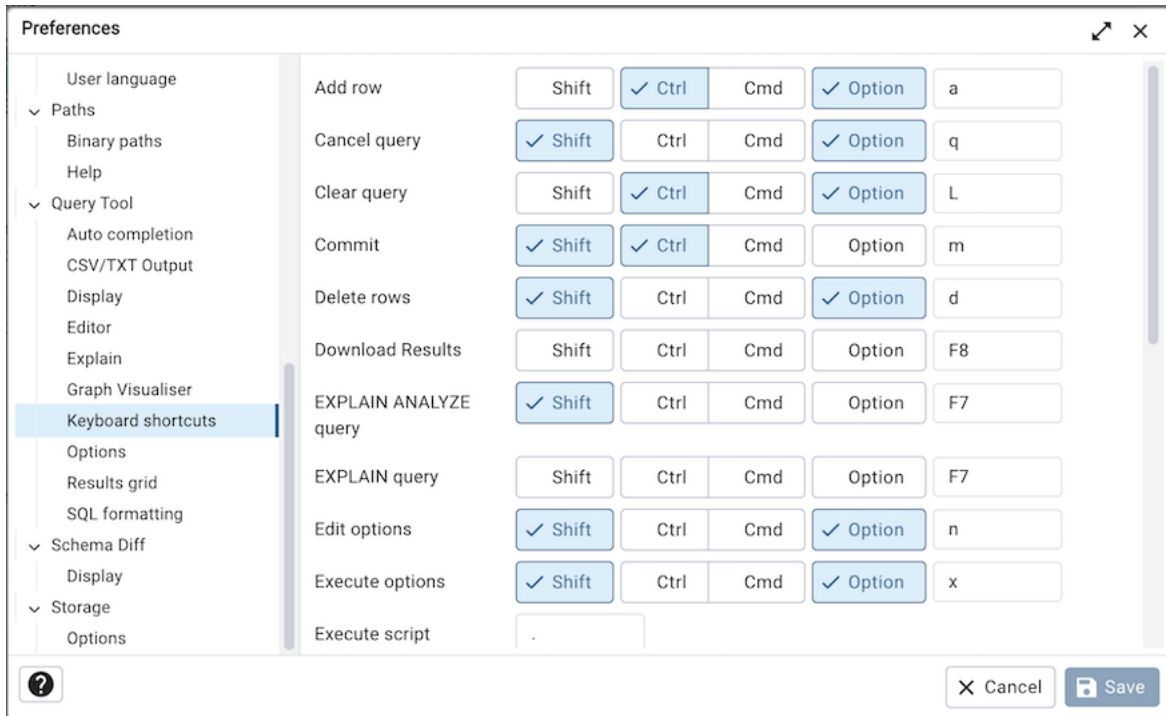 Preferences
User language
Paths
Binary paths
Help
Query Tool
Auto completion
CSV/TXT Output
Display
Editor
Explain
Graph Visualiser
Keyboard shortcuts
Options
Results grid
SQL formatting
Schema Diff
Display
Storage
Options
Add row Shift Ctrl Cmd Option a
Cancel query Shift Ctrl Cmd Option q
Clear query Shift Ctrl Cmd Option L
Commit Shift Ctrl Cmd Option m
Delete rows Shift Ctrl Cmd Option d
Download Results Shift Ctrl Cmd Option F8
EXPLAIN ANALYZE Shift Ctrl Cmd Option F7
query
EXPLAIN query Shift Ctrl Cmd Option F7
Edit options Shift Ctrl Cmd Option n
Execute options Shift Ctrl Cmd Option x
Execute script .
? Cancel Save